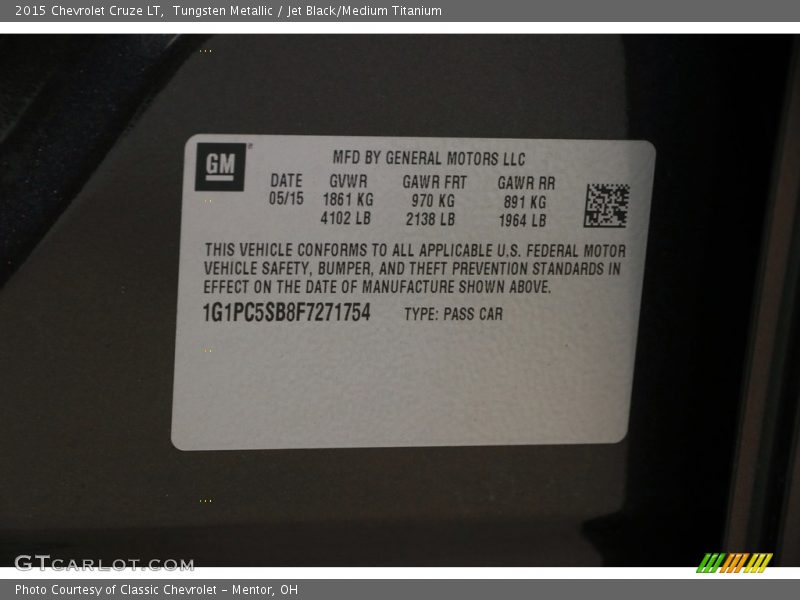 2015 Chevrolet Cruze LT, Tungsten Metallic / Jet Black/Medium Titanium
GM
MFD BY GENERAL MOTORS LLC
DATE GVWR GAWR FRT GAWR RR
05/15 1861 KG 970 KG 891 KG
4102 LB 2138 LB 1964 LB
THIS VEHICLE CONFORMS TO ALL APPLICABLE U.S. FEDERAL MOTOR
VEHICLE SAFETY, BUMPER, AND THEFT PREVENTION STANDARDS IN
EFFECT ON THE DATE OF MANUFACTURE SHOWN ABOVE.
1G1PC5SB8F7271754 TYPE: PASS CAR
GTCARLOT.COM
Photo Courtesy of Classic Chevrolet - Mentor, OH